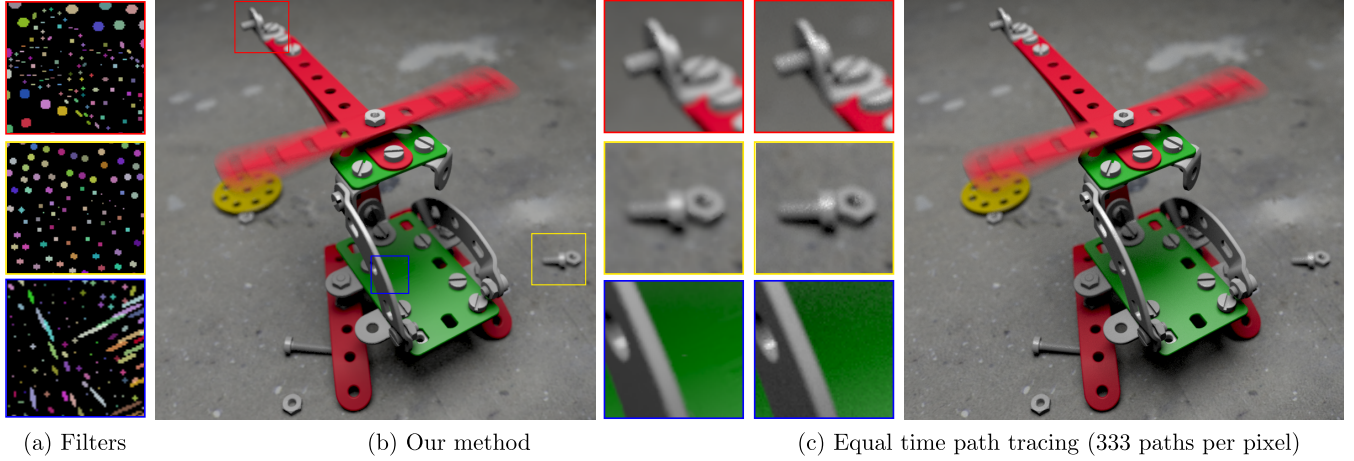 (a) Filters
(b) Our method
(c) Equal time path tracing (333 paths per pixel)